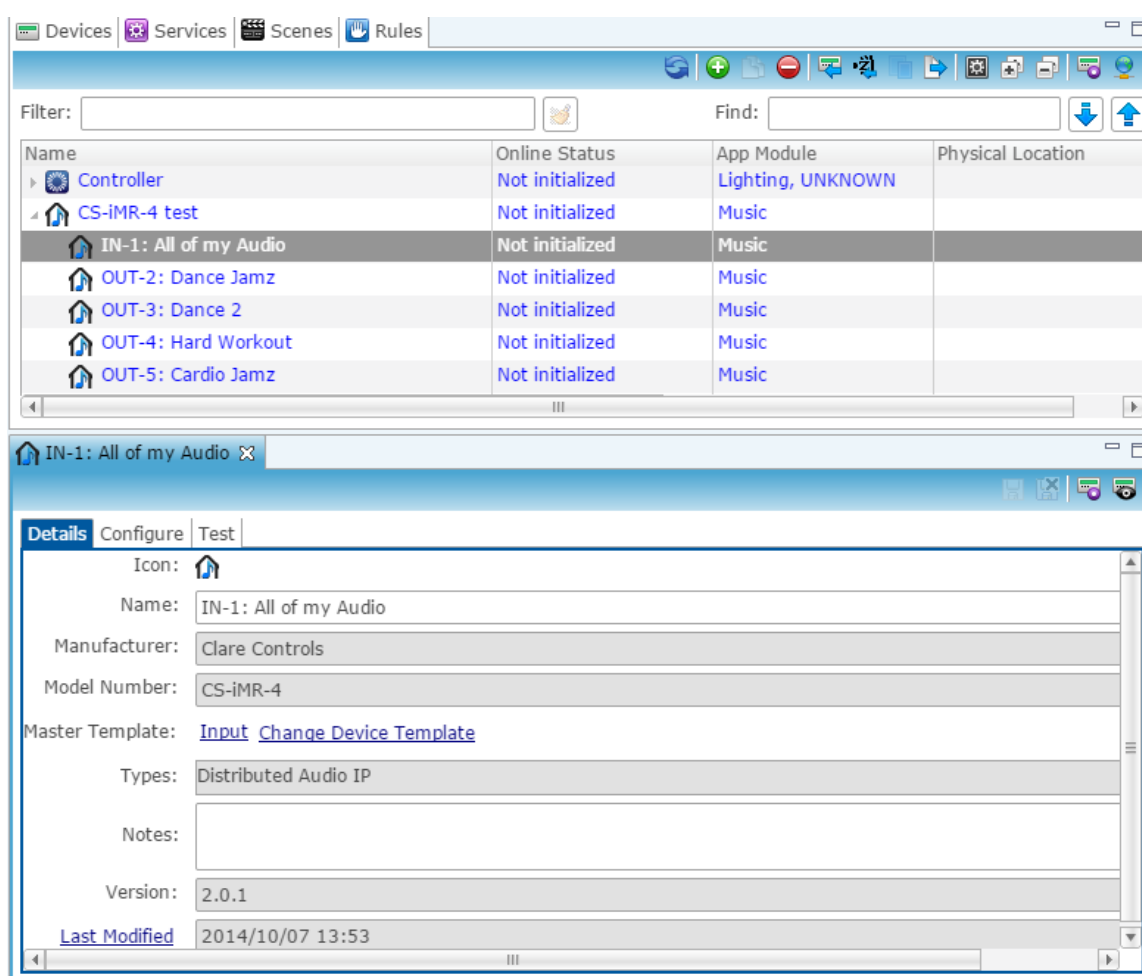 Devices Services Scenes Rules
Filter: Find:
Name Online Status App Module Physical Location
Controller Not initialized Lighting, UNKNOWN
CS-iMR-4 test Not initialized Music
IN-1: All of my Audio Not initialized Music
OUT-2: Dance Jamz Not initialized Music
OUT-3: Dance 2 Not initialized Music
OUT-4: Hard Workout Not initialized Music
OUT-5: Cardio Jamz Not initialized Music
IN-1: All of my Audio
Details Configure Test
Icon:
Name: IN-1: All of my Audio
Manufacturer: Clare Controls
Model Number: CS-iMR-4
Master Template: Input Change Device Template
Types: Distributed Audio IP
Notes:
Version: 2.0.1
Last Modified 2014/10/07 13:53